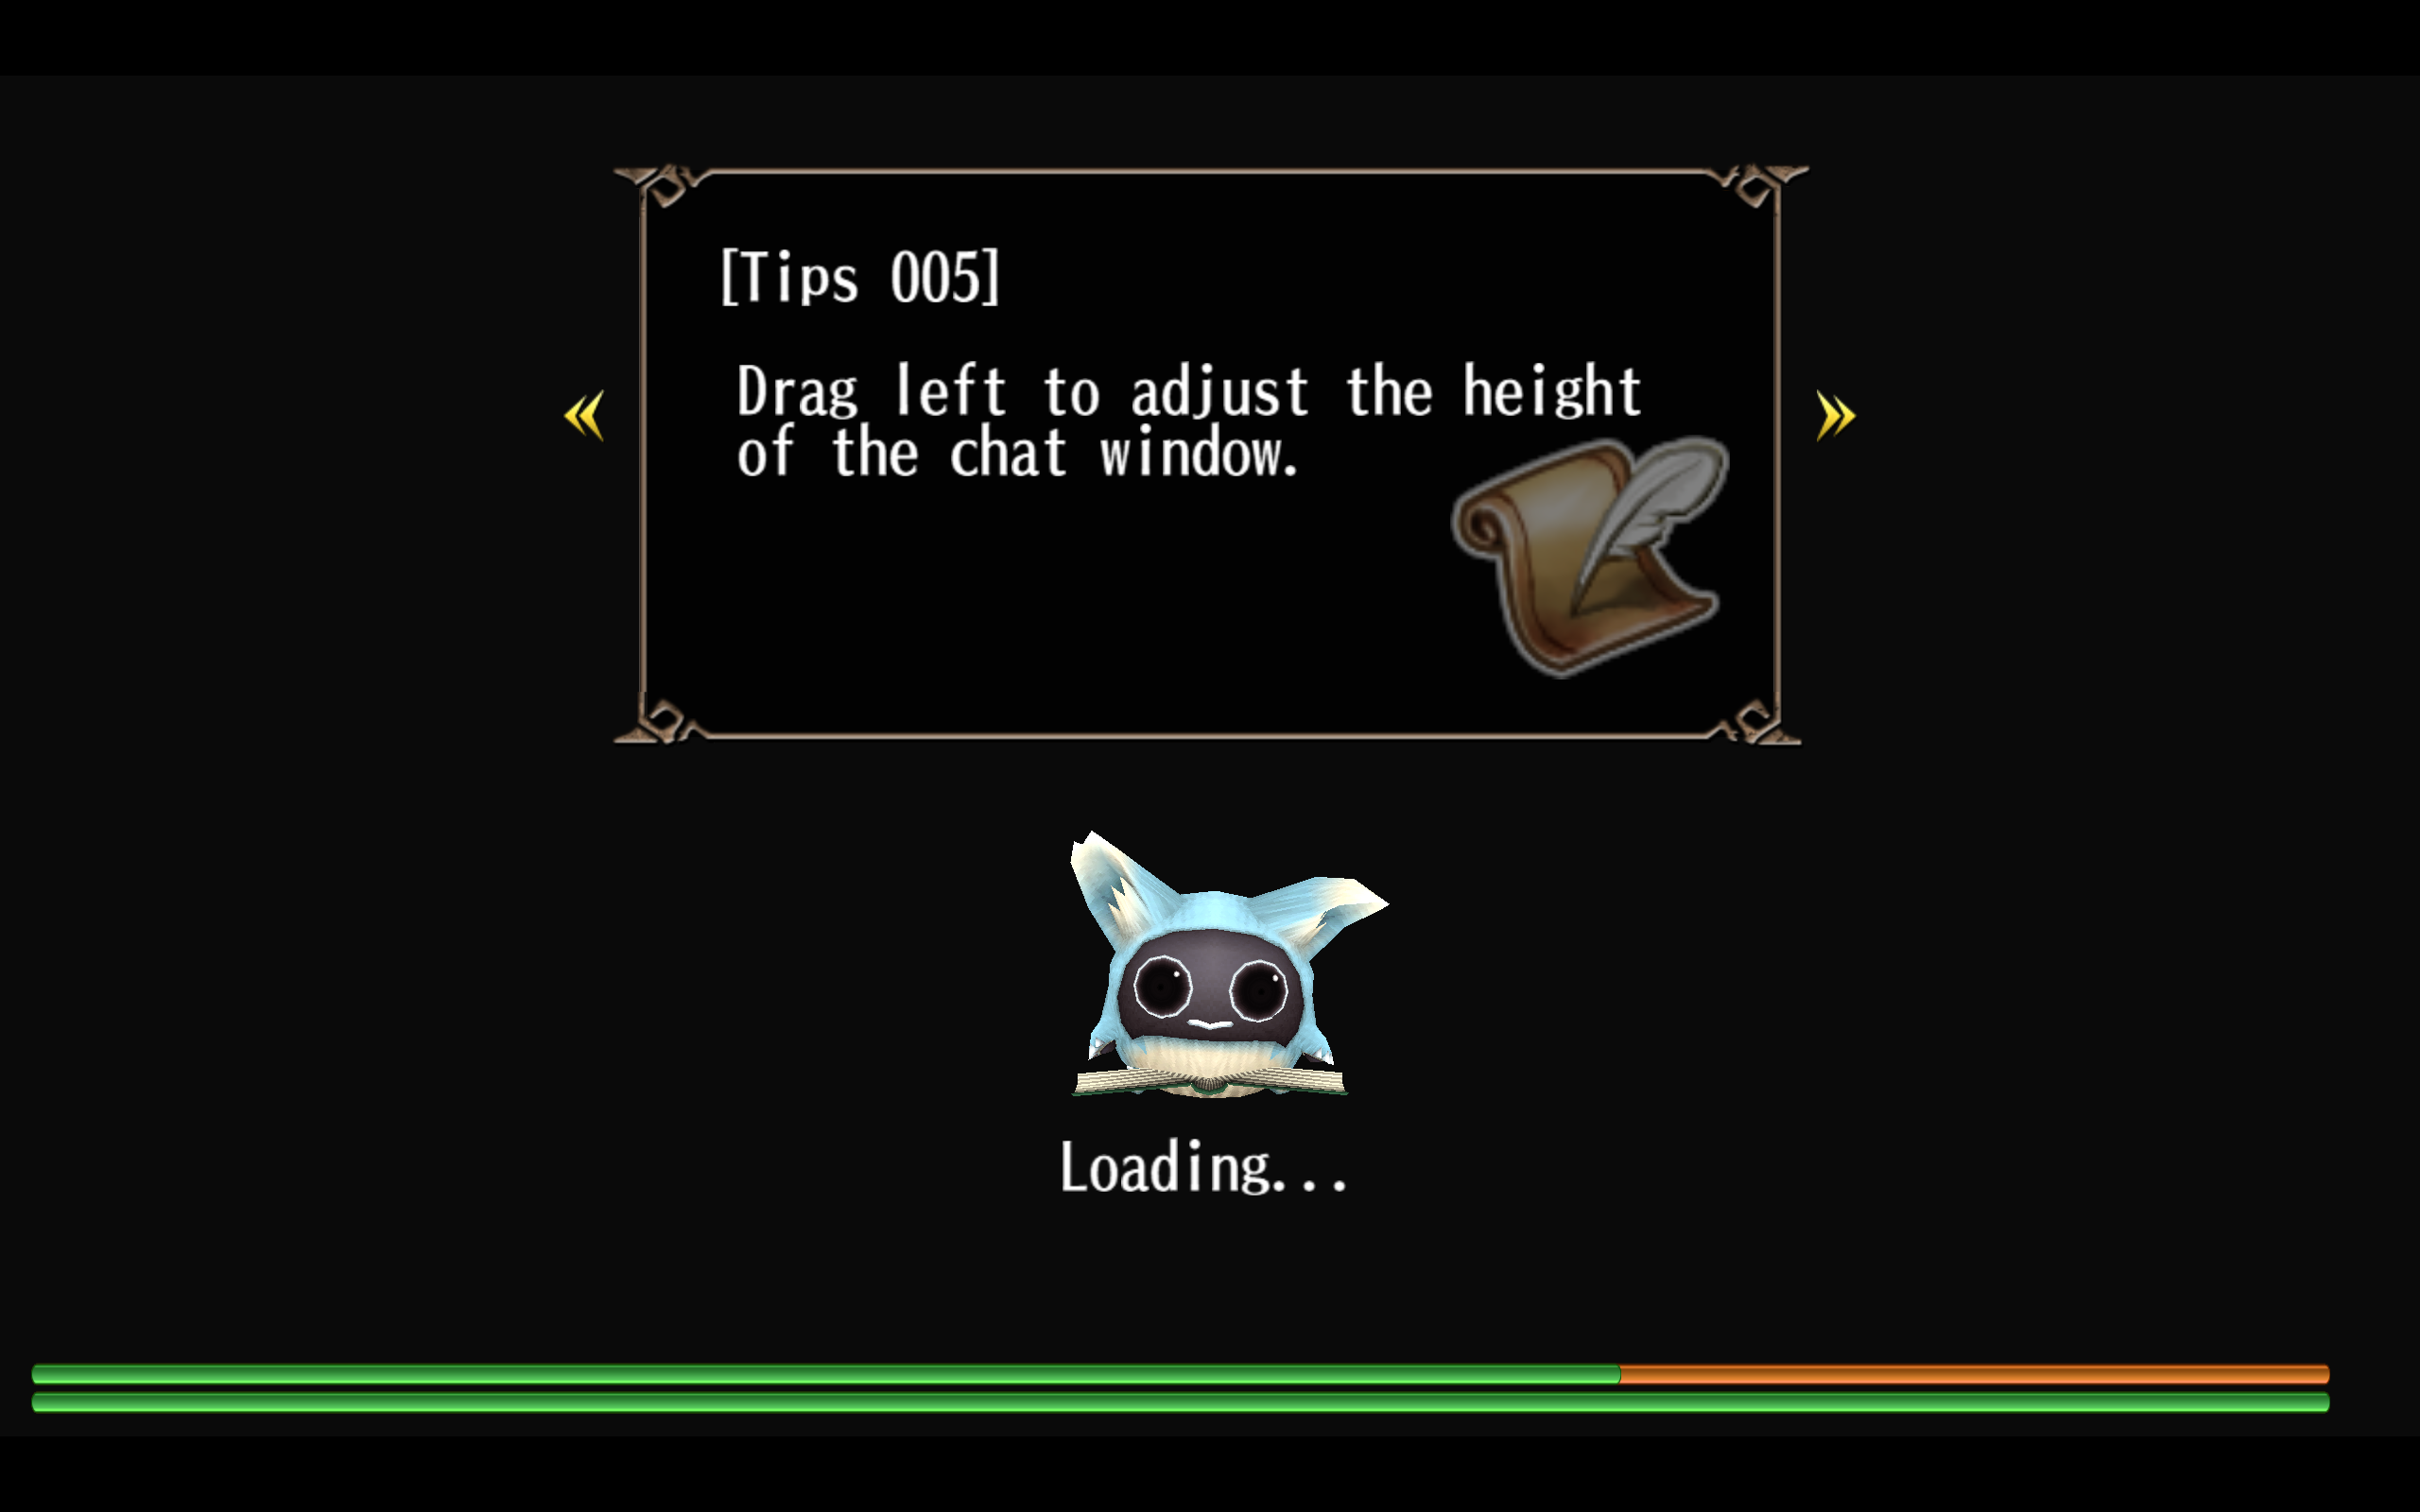 [Tips 005]
Drag left to adjust the height
of the chat window.
Loading...